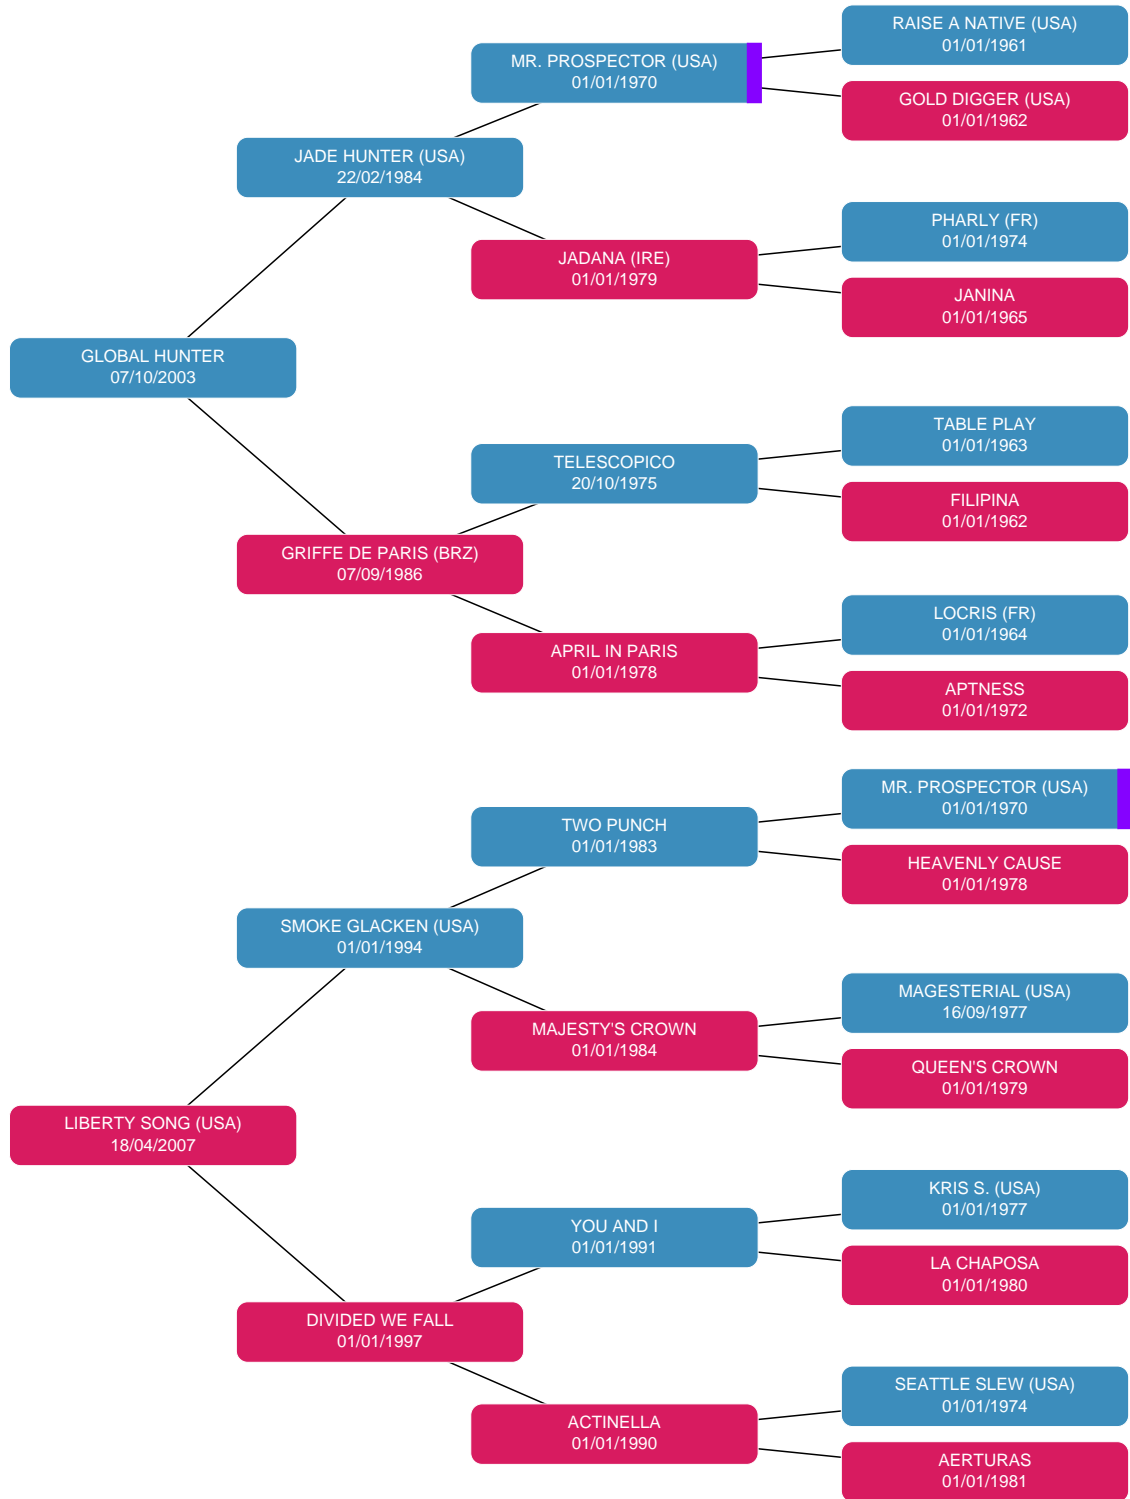 RAISE A NATIVE (USA)
01/01/1961
MR. PROSPECTOR (USA)
01/01/1970
GOLD DIGGER (USA)
01/01/1962
JADE HUNTER (USA)
22/02/1984
PHARLY (FR)
01/01/1974
JADANA (IRE)
01/01/1979
JANINA
01/01/1965
GLOBAL HUNTER
07/10/2003
TABLE PLAY
01/01/1963
TELESCOPICO
20/10/1975
FILIPINA
01/01/1962
GRIFFE DE PARIS (BRZ)
07/09/1986
LOCRIS (FR)
01/01/1964
APRIL IN PARIS
01/01/1978
APTNESS
01/01/1972
MR. PROSPECTOR (USA)
01/01/1970
TWO PUNCH
01/01/1983
HEAVENLY CAUSE
01/01/1978
SMOKE GLACKEN (USA)
01/01/1994
MAGESTERIAL (USA)
16/09/1977
MAJESTY'S CROWN
01/01/1984
QUEEN'S CROWN
01/01/1979
LIBERTY SONG (USA)
18/04/2007
KRIS S. (USA)
01/01/1977
YOU AND I
01/01/1991
LA CHAPOSA
01/01/1980
DIVIDED WE FALL
01/01/1997
SEATTLE SLEW (USA)
01/01/1974
ACTINELLA
01/01/1990
AERTURAS
01/01/1981